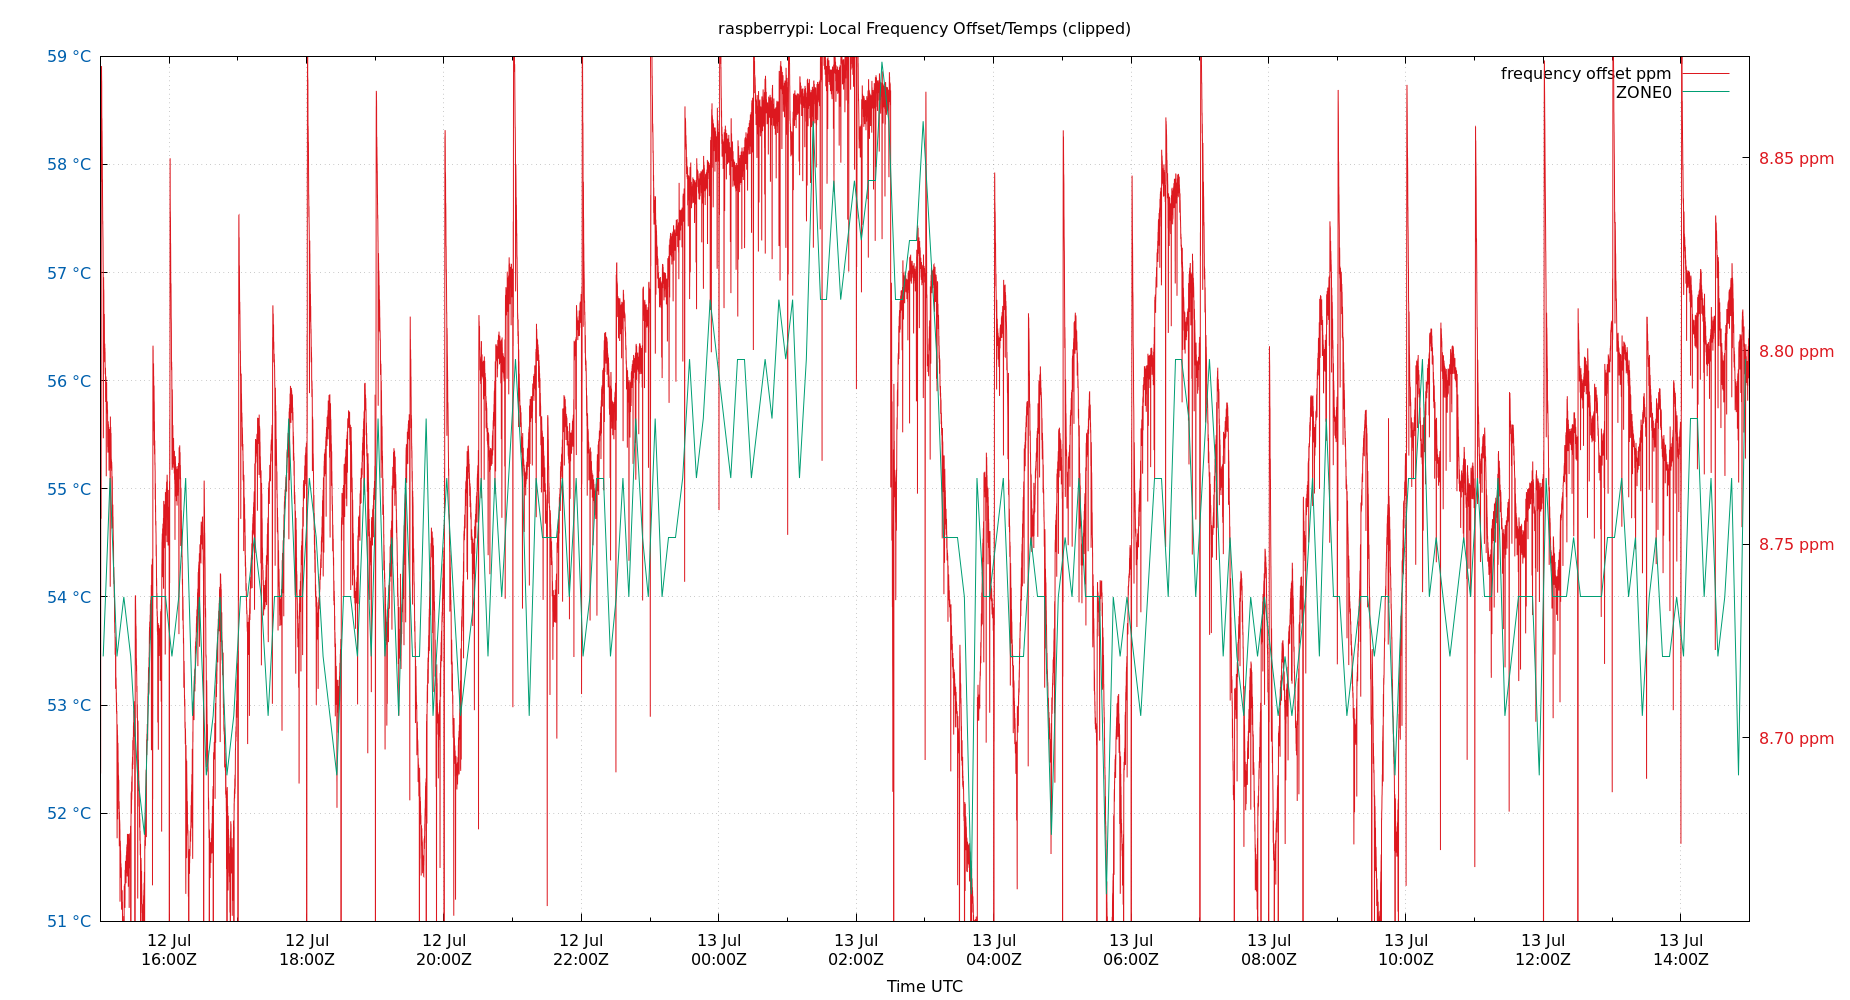 raspberrypi: Local Frequency Offset/Temps (clipped)
frequency offset ppm
ZONE0
59 °C
58 °C
57 °C
56 °C
55 °C
54 °C
53 °C
52 °C
51 °C
8.85 ppm
8.80 ppm
8.75 ppm
8.70 ppm
12 Jul
16:00Z
12 Jul
18:00Z
12 Jul
20:00Z
12 Jul
22:00Z
13 Jul
00:00Z
13 Jul
02:00Z
13 Jul
04:00Z
13 Jul
06:00Z
13 Jul
08:00Z
13 Jul
10:00Z
13 Jul
12:00Z
13 Jul
14:00Z
Time UTC